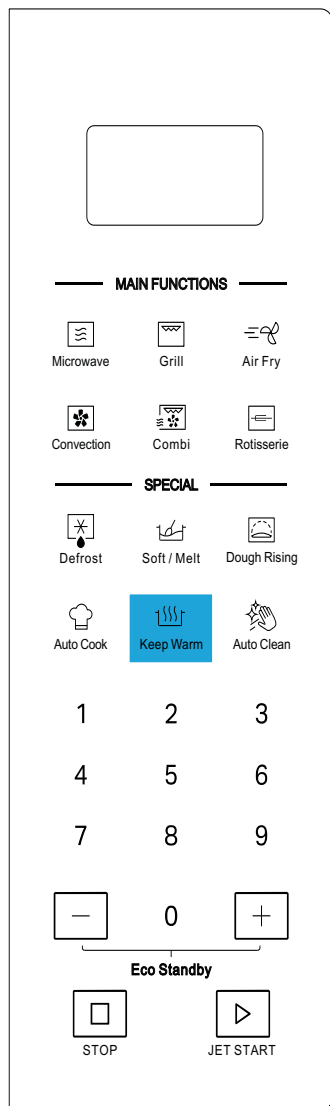 MAIN FUNCTIONS
Microwave Grill Air Fry
Convection Combi Rotisserie
SPECIAL
Defrost Soft / Melt Dough Rising
Auto Cook Keep Warm Auto Clean
1 2 3
4 5 6
7 8 9
− 0 +
Eco Standby
STOP JET START